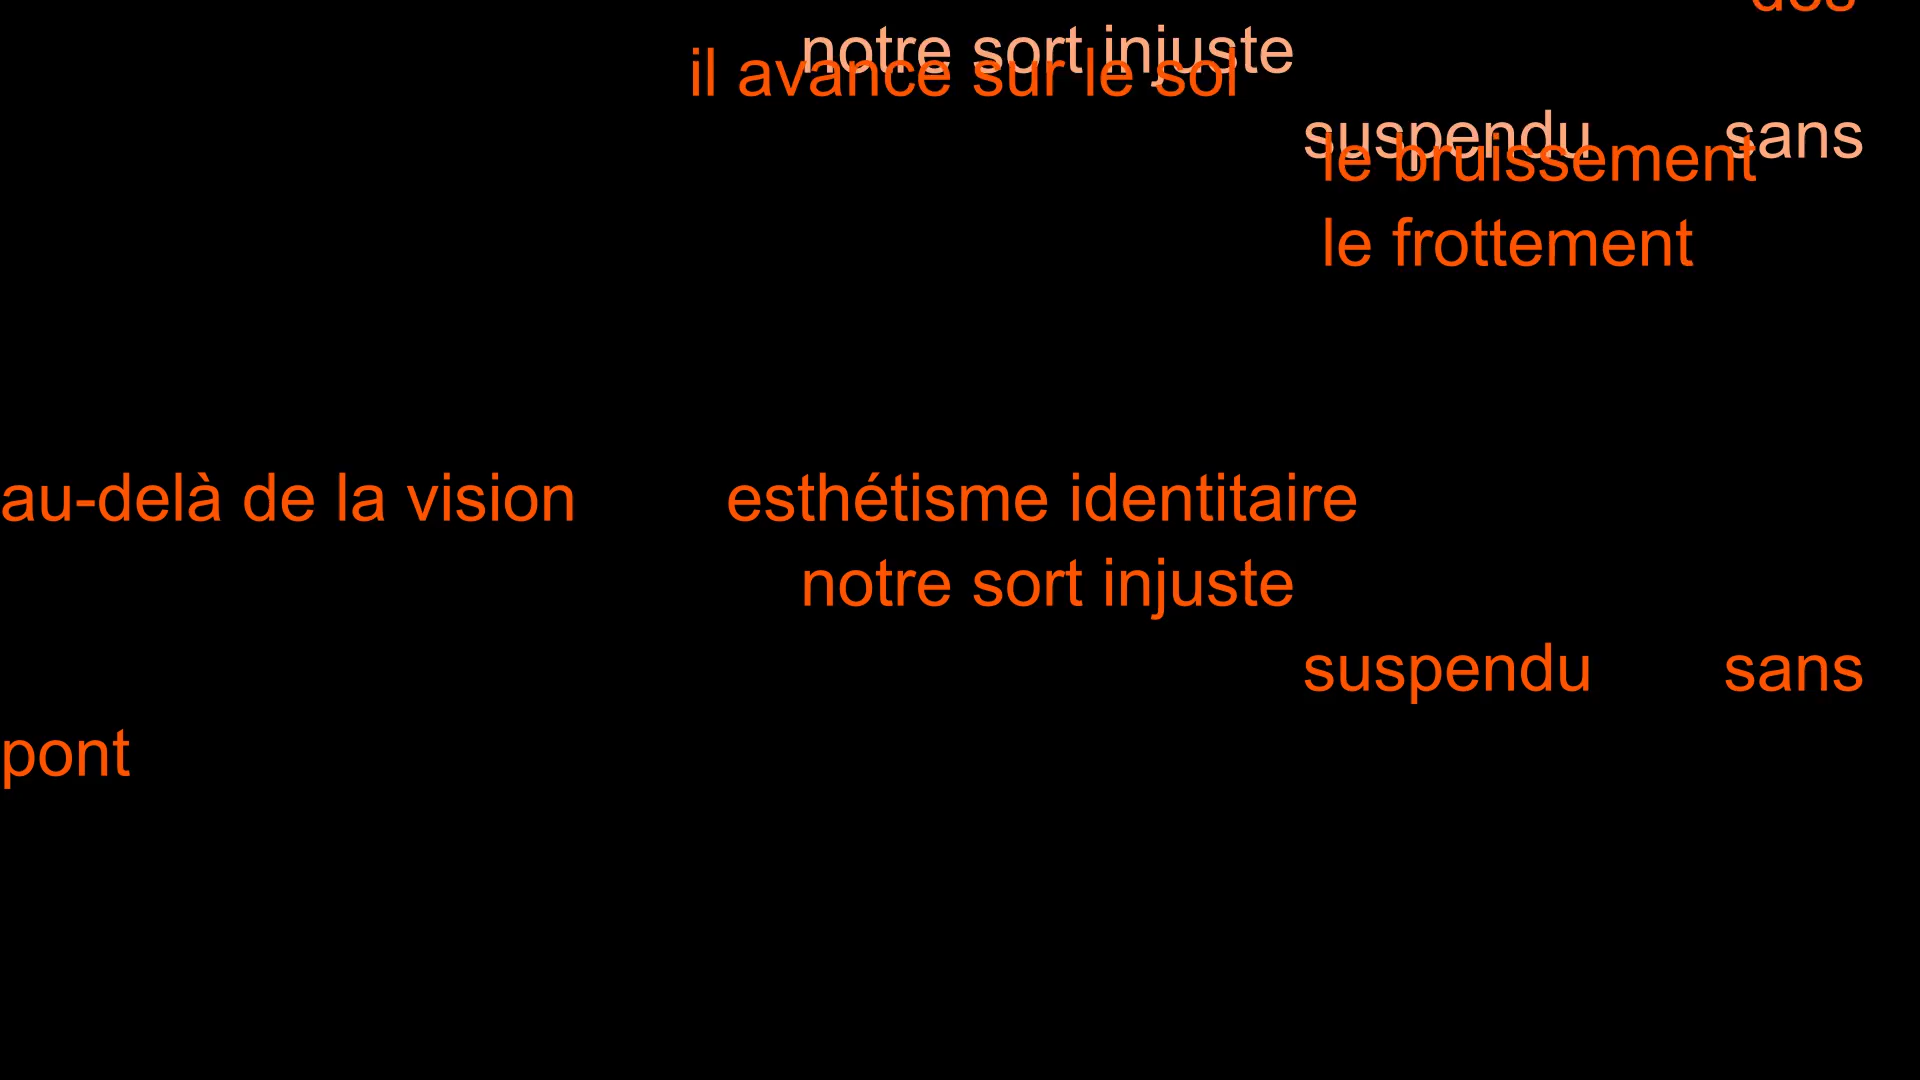 des
notre sort injuste
il avance sur le sol
suspendu sans
le bruissement
le frottement
au-delà de la vision esthétisme identitaire
notre sort injuste
suspendu sans
pont